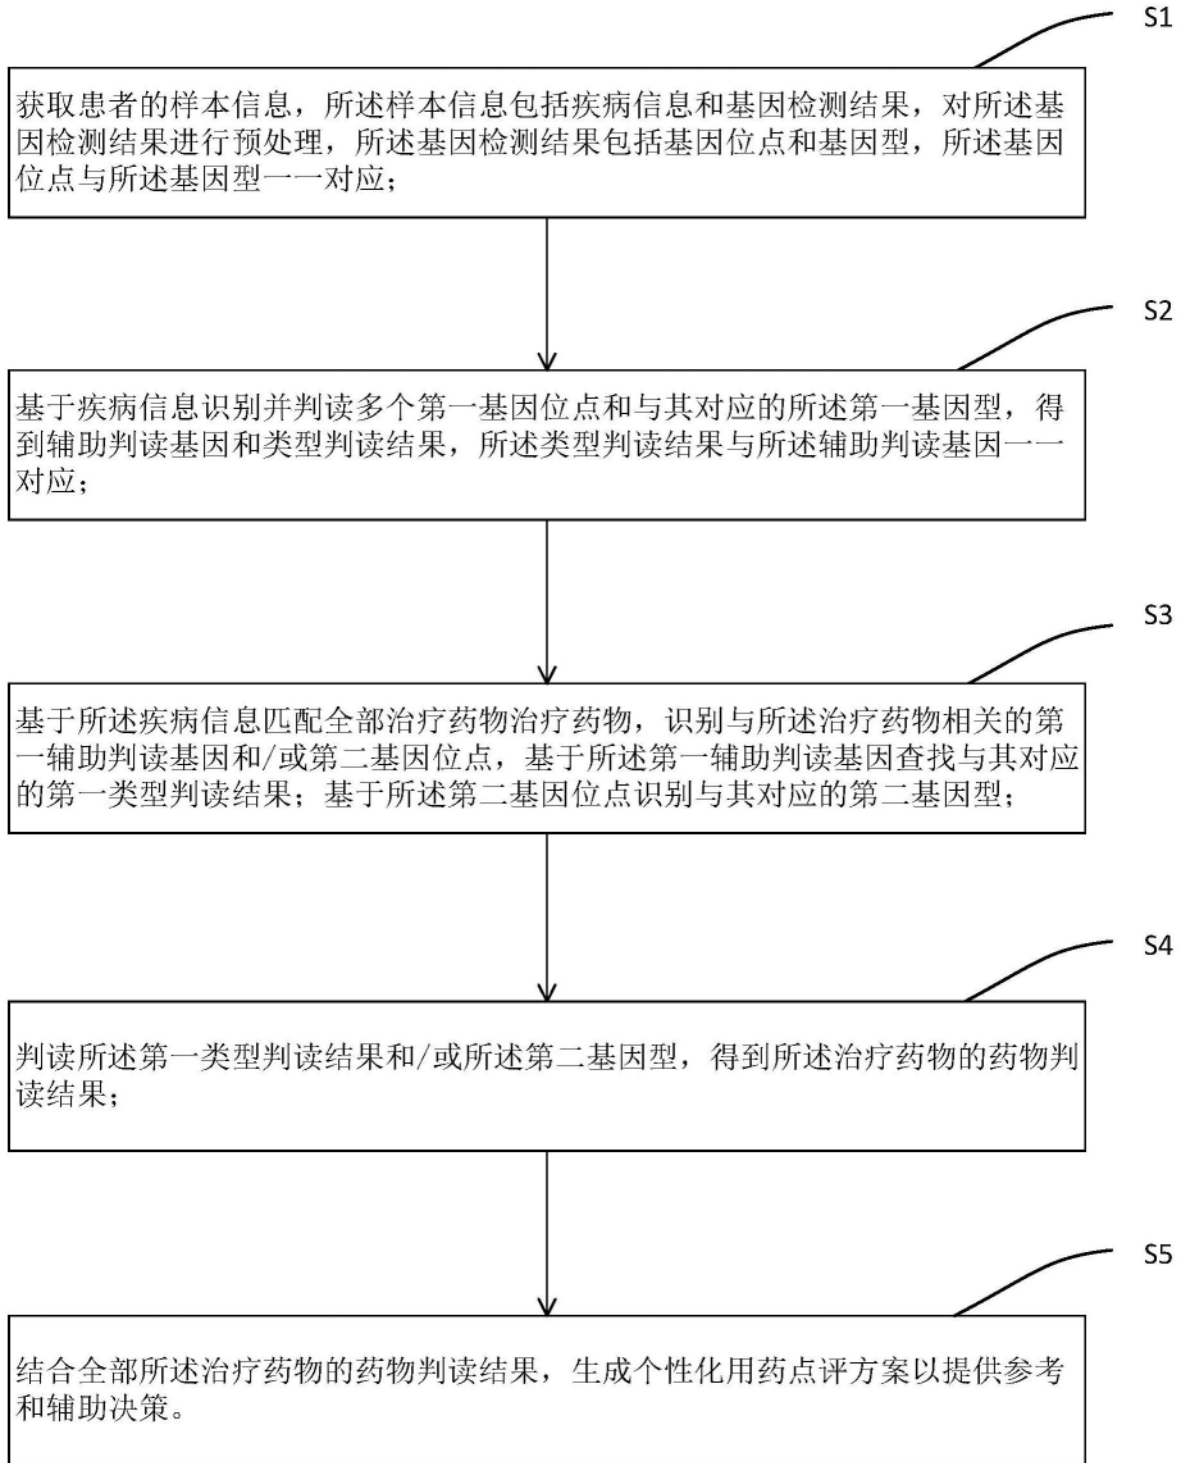 S1
获取患者的样本信息，所述样本信息包括疾病信息和基因检测结果，对所述基
因检测结果进行预处理，所述基因检测结果包括基因位点和基因型，所述基因
位点与所述基因型一一对应；
S2
基于疾病信息识别并判读多个第一基因位点和与其对应的所述第一基因型，得
到辅助判读基因和类型判读结果，所述类型判读结果与所述辅助判读基因一一
对应；
S3
基于所述疾病信息匹配全部治疗药物治疗药物，识别与所述治疗药物相关的第
一辅助判读基因和/或第二基因位点，基于所述第一辅助判读基因查找与其对应
的第一类型判读结果；基于所述第二基因位点识别与其对应的第二基因型；
S4
判读所述第一类型判读结果和/或所述第二基因型，得到所述治疗药物的药物判
读结果；
S5
结合全部所述治疗药物的药物判读结果，生成个性化用药点评方案以提供参考
和辅助决策。